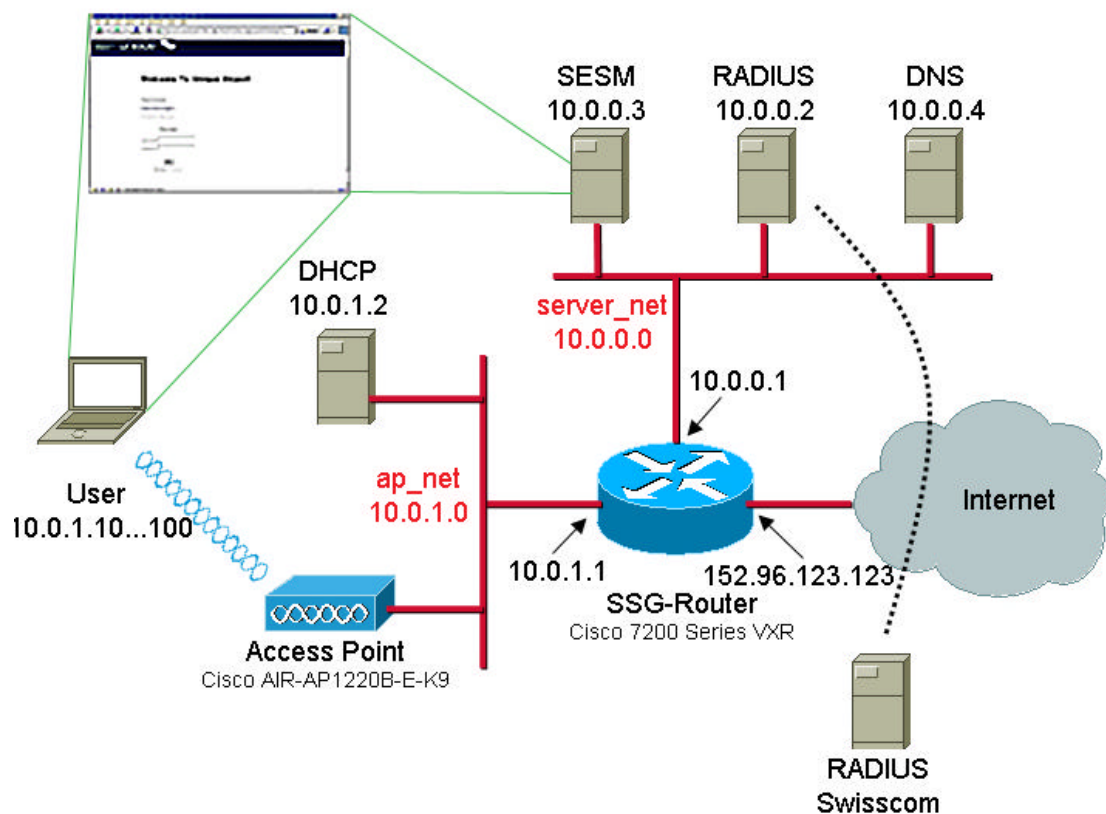 SESM
10.0.0.3
RADIUS
10.0.0.2
DNS
10.0.0.4
DHCP
10.0.1.2
server_net
10.0.0.0
10.0.0.1
User
10.0.1.10...100
ap_net
10.0.1.0
Internet
10.0.1.1
152.96.123.123
SSG-Router
Cisco 7200 Series VXR
Access Point
Cisco AIR-AP1220B-E-K9
RADIUS
Swisscom